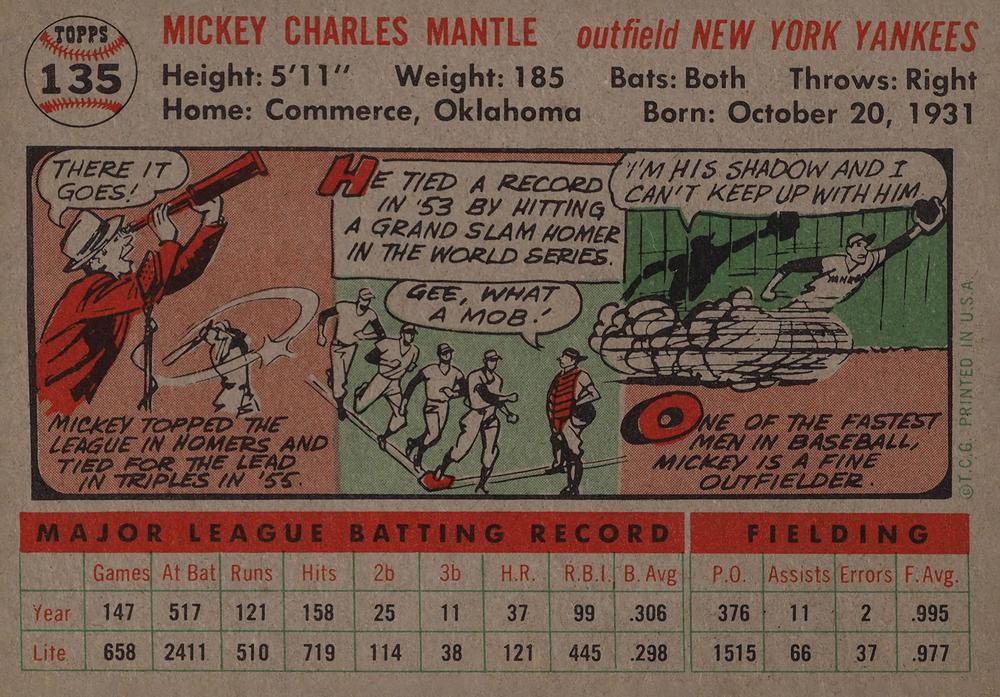 TOPPS
135
MICKEY CHARLES MANTLE outfield NEW YORK YANKEES
Height: 5'11" Weight: 185 Bats: Both Throws: Right
Home: Commerce, Oklahoma Born: October 20, 1931
THERE IT
GOES!
MICKEY TOPPED THE
LEAGUE IN HOMERS AND
TIED FOR THE LEAD
IN TRIPLES IN '55.
HE TIED A RECORD
IN '53 BY HITTING
A GRAND SLAM HOMER
IN THE WORLD SERIES.
GEE, WHAT
A MOB!
I'M HIS SHADOW AND I
CAN'T KEEP UP WITH HIM.
YANK
ONE OF THE FASTEST
MEN IN BASEBALL,
MICKEY IS A FINE
OUTFIELDER.
©T.C.G. PRINTED IN U.S.A.
MAJOR LEAGUE BATTING RECORD FIELDING
Games At Bat Runs Hits 2b 3b H.R. R.B.I. B. Avg P.O. Assists Errors F. Avg.
Year 147 517 121 158 25 11 37 99 .306 376 11 2 .995
Life 658 2411 510 719 114 38 121 445 .298 1515 66 37 .977